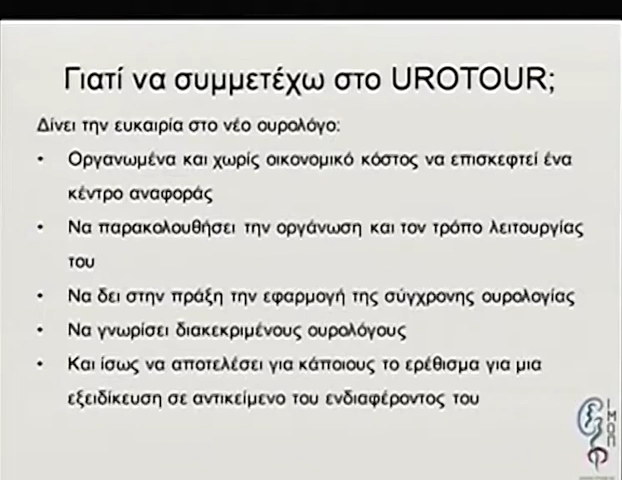 Γιατί να συμμετέχω στο UROTOUR;
Δίνει την ευκαιρία στο νέο ουρολόγο:
• Οργανωμένα και χωρίς οικονομικό κόστος να επισκεφτεί ένα
κέντρο αναφοράς
• Να παρακολουθήσει την οργάνωση και τον τρόπο λειτουργίας
του
• Να δει στην πράξη την εφαρμογή της σύγχρονης ουρολογίας
• Να γνωρίσει διακεκριμένους ουρολόγους
• Και ίσως να αποτελέσει για κάποιους το ερέθισμα για μια
εξειδίκευση σε αντικείμενο του ενδιαφέροντος του
ΙΜΟΠ